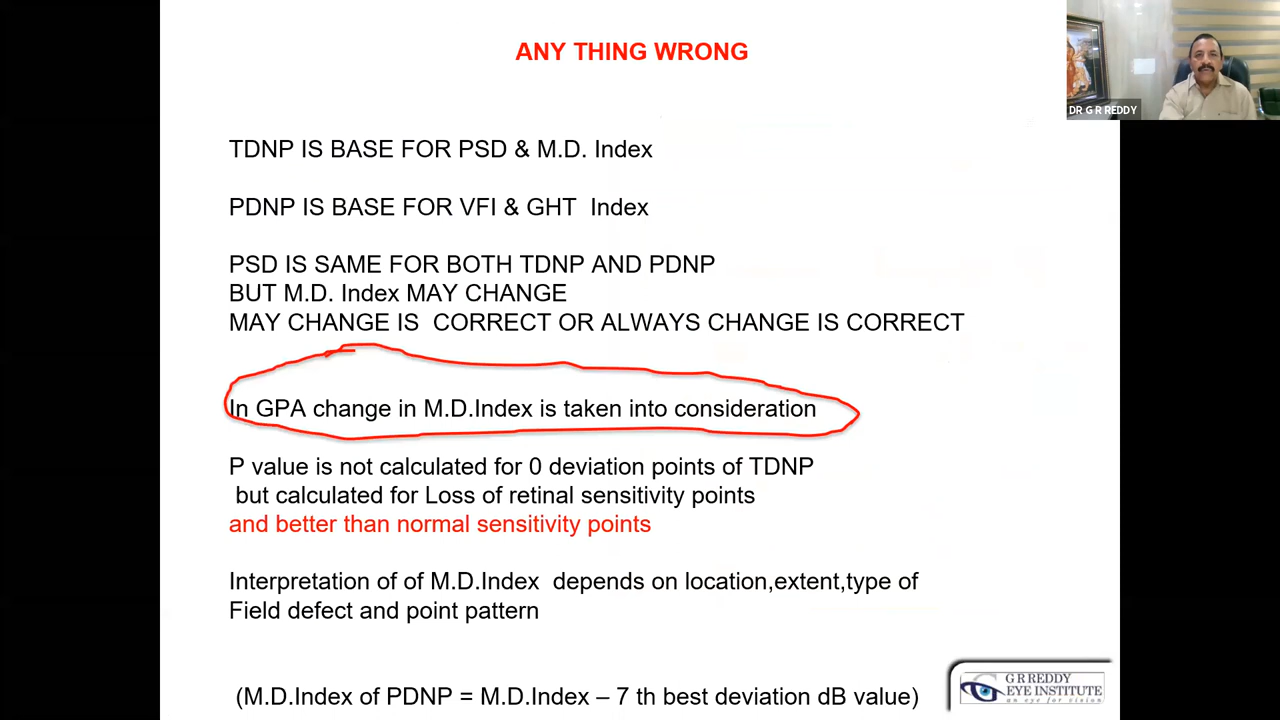 ANY THING WRONG
DR G R REDDY
TDNP IS BASE FOR PSD & M.D. Index
PDNP IS BASE FOR VFI & GHT Index
PSD IS SAME FOR BOTH TDNP AND PDNP
BUT M.D. Index MAY CHANGE
MAY CHANGE IS CORRECT OR ALWAYS CHANGE IS CORRECT
In GPA change in M.D.Index is taken into consideration
P value is not calculated for 0 deviation points of TDNP
but calculated for Loss of retinal sensitivity points
and better than normal sensitivity points
Interpretation of of M.D.Index depends on location,extent,type of
Field defect and point pattern
(M.D.Index of PDNP = M.D.Index – 7 th best deviation dB value)
G R REDDY
EYE INSTITUTE
an eye for vision